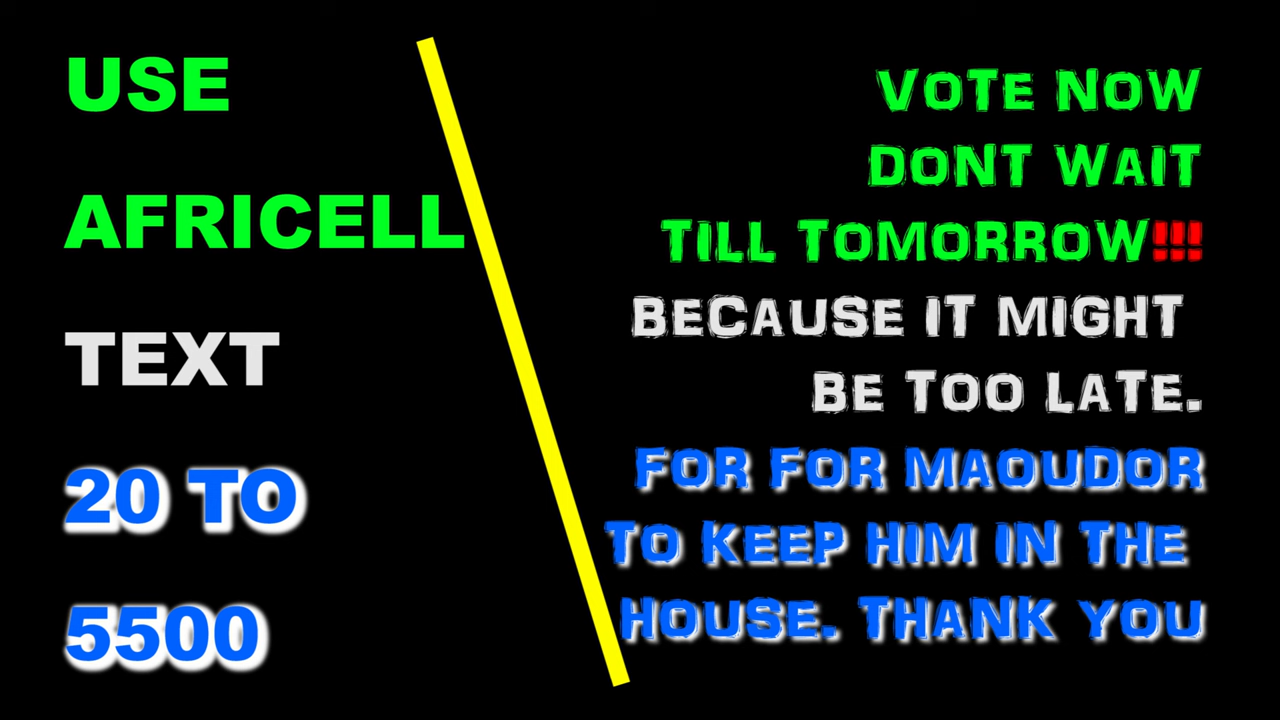 USE
AFRICELL
TEXT
20 TO
5500
VOTE NOW
DONT WAIT
TILL TOMORROW!!!
BECAUSE IT MIGHT
BE TOO LATE.
FOR FOR MAOUDOR
TO KEEP HIM IN THE
HOUSE. THANK YOU